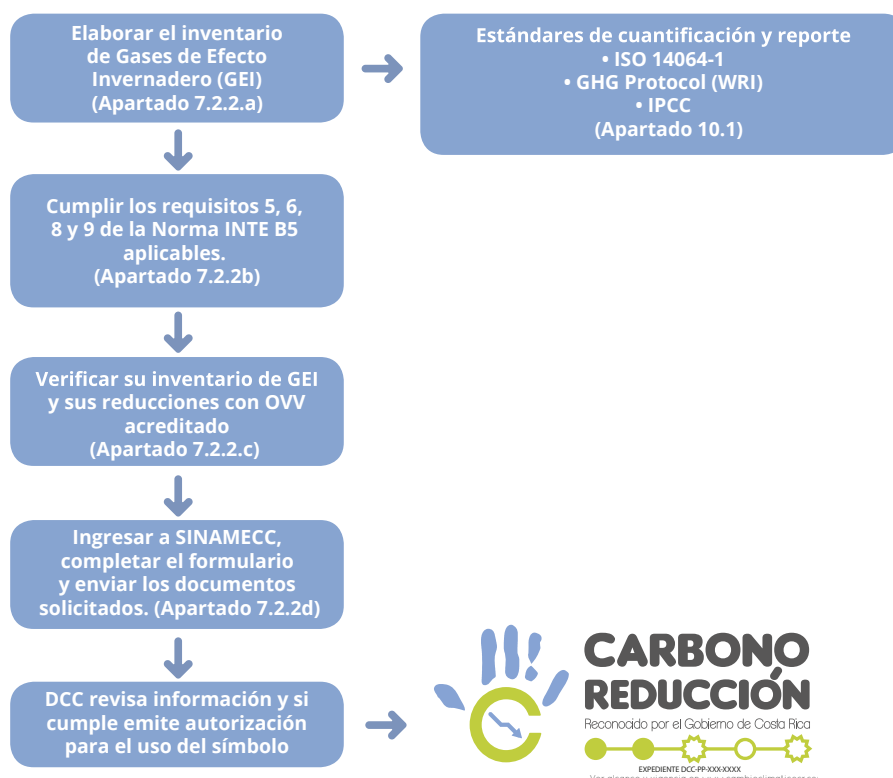 Elaborar el inventario
de Gases de Efecto
Invernadero (GEI)
(Apartado 7.2.2.a)
Estándares de cuantificación y reporte
• ISO 14064-1
• GHG Protocol (WRI)
• IPCC
(Apartado 10.1)
Cumplir los requisitos 5, 6,
8 y 9 de la Norma INTE B5
aplicables.
(Apartado 7.2.2b)
Verificar su inventario de GEI
y sus reducciones con OVV
acreditado
(Apartado 7.2.2.c)
Ingresar a SINAMECC,
completar el formulario
y enviar los documentos
solicitados. (Apartado 7.2.2d)
DCC revisa información y si
cumple emite autorización
para el uso del símbolo
CARBONO
REDUCCIÓN
Reconocido por el Gobierno de Costa Rica
EXPEDIENTE DCC-PP-XXX-XXXX